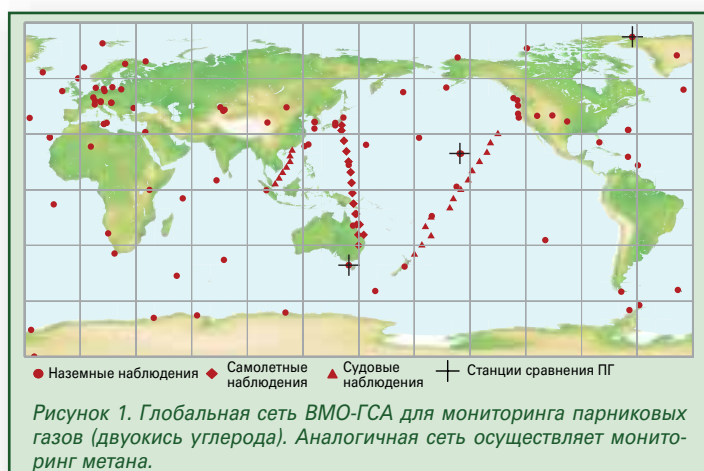 Наземные наблюдения
Самолетные наблюдения
Судовые наблюдения
Станции сравнения ПГ
Рисунок 1. Глобальная сеть ВМО-ГСА для мониторинга парниковых
газов (двуокись углерода). Аналогичная сеть осуществляет монито-
ринг метана.